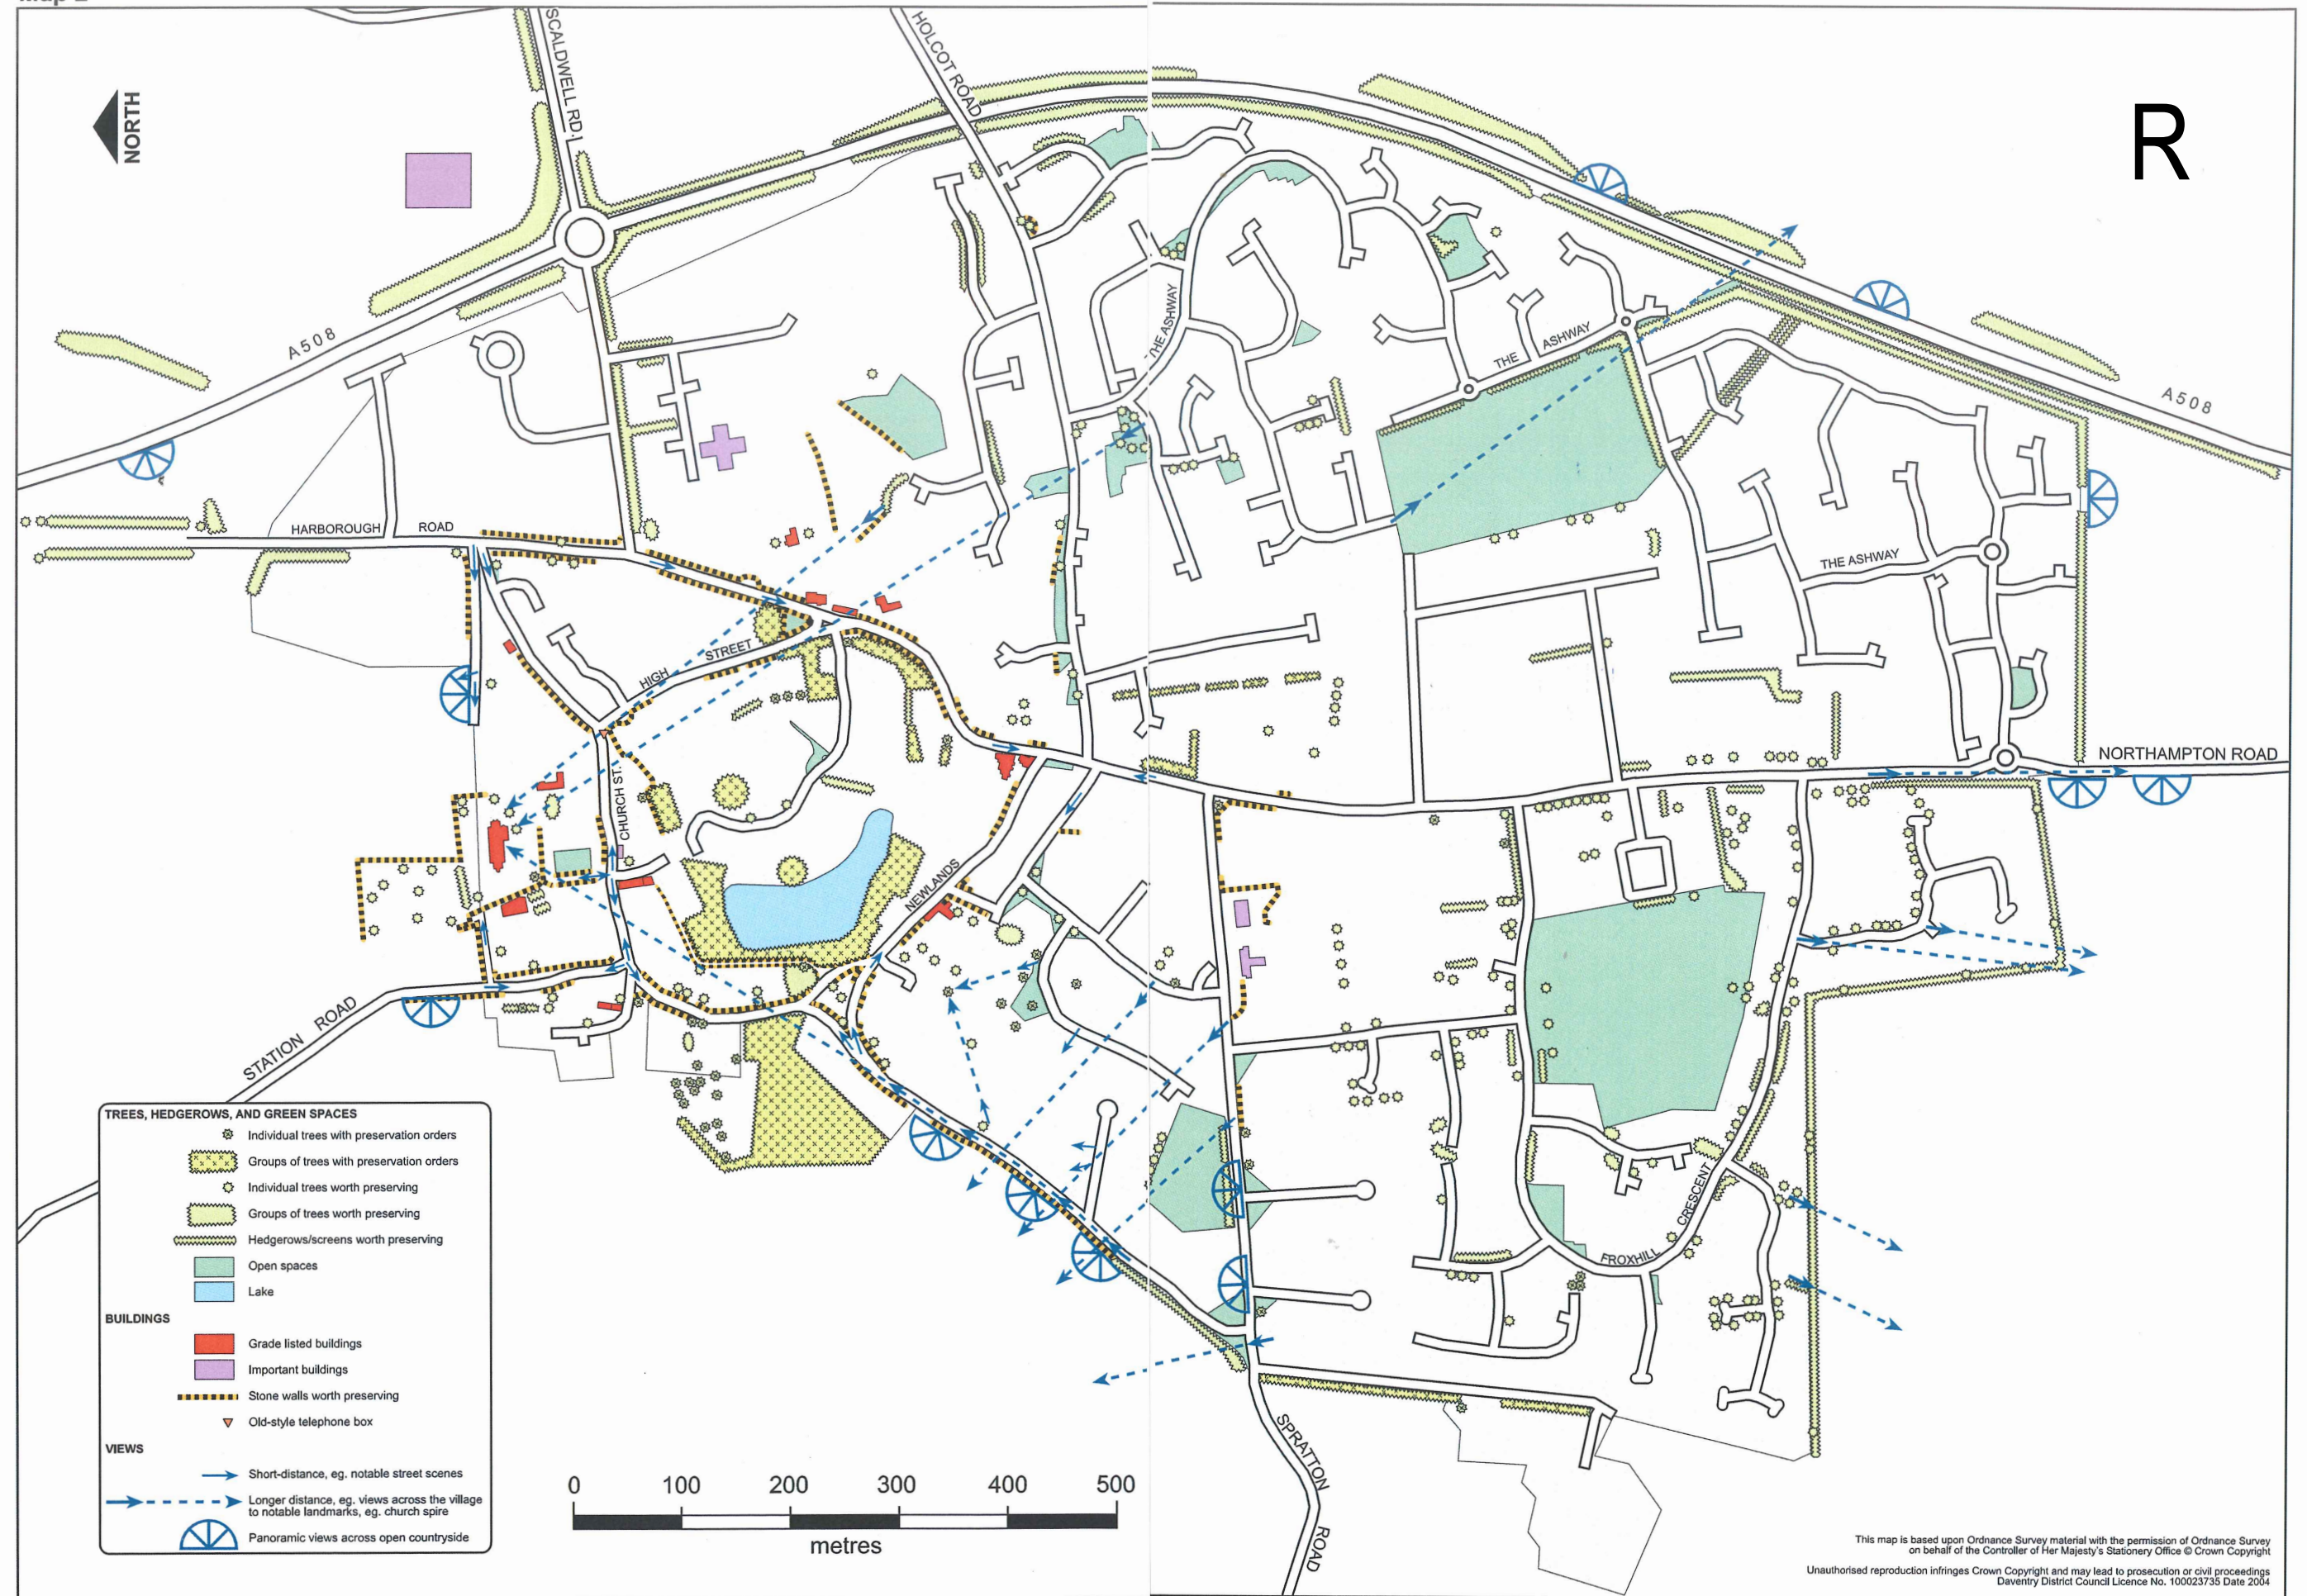 SCALDWELL RD.
HOLCOT ROAD
NORTH
R
A508
THE ASHWAY
THE ASHWAY
A508
HARBOROUGH ROAD
THE ASHWAY
HIGH STREET
NORTHAMPTON ROAD
CHURCH ST.
NEWLANDS
STATION ROAD
CRESCENT
FROXHILL
SPRATTON ROAD
TREES, HEDGEROWS, AND GREEN SPACES
Individual trees with preservation orders
Groups of trees with preservation orders
Individual trees worth preserving
Groups of trees worth preserving
Hedgerows/screens worth preserving
Open spaces
Lake
BUILDINGS
Grade listed buildings
Important buildings
Stone walls worth preserving
Old-style telephone box
VIEWS
Short-distance, eg. notable street scenes
Longer distance, eg. views across the village
to notable landmarks, eg. church spire
Panoramic views across open countryside
0 100 200 300 400 500
metres
This map is based upon Ordnance Survey material with the permission of Ordnance Survey
on behalf of the Controller of Her Majesty's Stationery Office © Crown Copyright
Unauthorised reproduction infringes Crown Copyright and may lead to prosecution or civil proceedings
Daventry District Council Licence No. 100023735 Date 2004